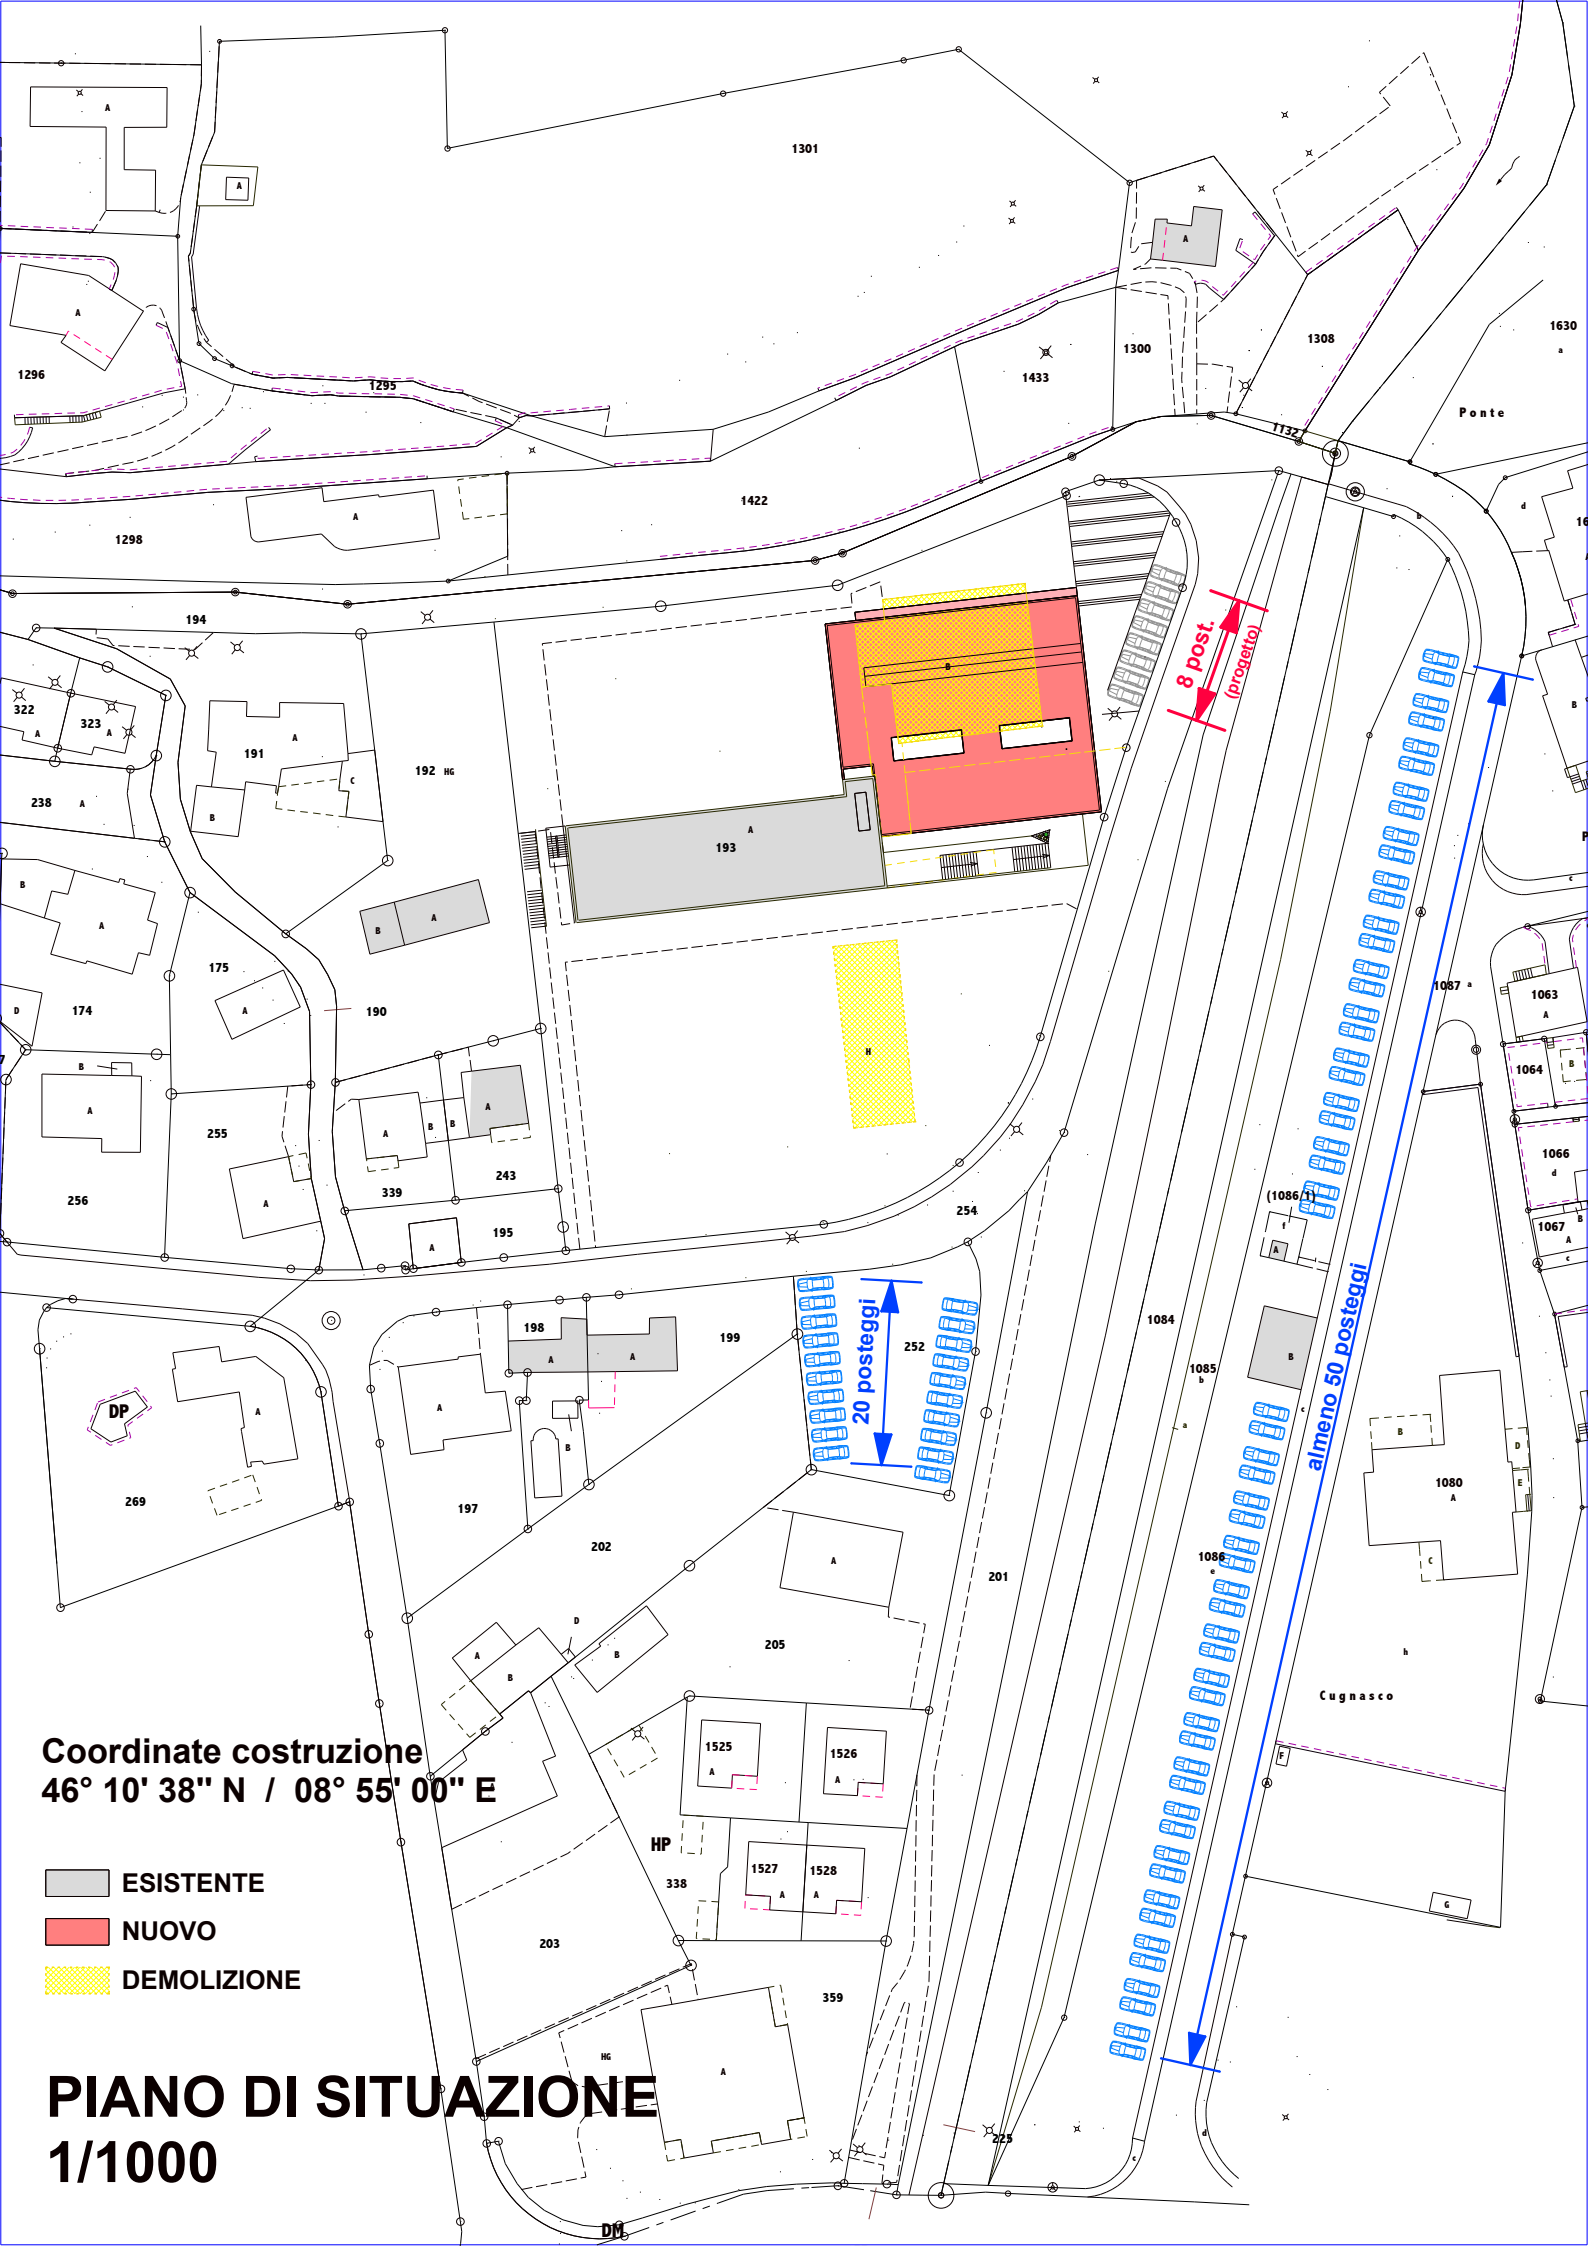 A
1301
A
A
A
1630
a
1308
1300
1433
1296
1295
Ponte
1132
A
d
b
1422
A
1298
194
8 post.
(progetto)
B
322
A
323
A
A
191
C
192 HG
B
238 A
B
A
193
P
c
B
A
B
A
175
1087 a
1063
A
D
174
A
190
H
B
1064
B
A
255
A
B
B
A
1066
d
243
339
256
A
(1086/1)
f
A
B
1067
A
c
254
195
A
20 posteggi
252
199
198
A
A
1084
almeno 50 posteggi
B
1085
b
c
a
DP
A
A
B
B
D
1080
A
E
269
197
202
A
C
201
1086
e
D
A
B
B
205
h
Cugnasco
Coordinate costruzione
46° 10' 38" N / 08° 55' 00" E
1525
A
1526
A
F
HP
338
1527
A
1528
A
ESISTENTE
NUOVO
DEMOLIZIONE
G
203
359
HG
A
PIANO DI SITUAZIONE
1/1000
225
c
d
DM